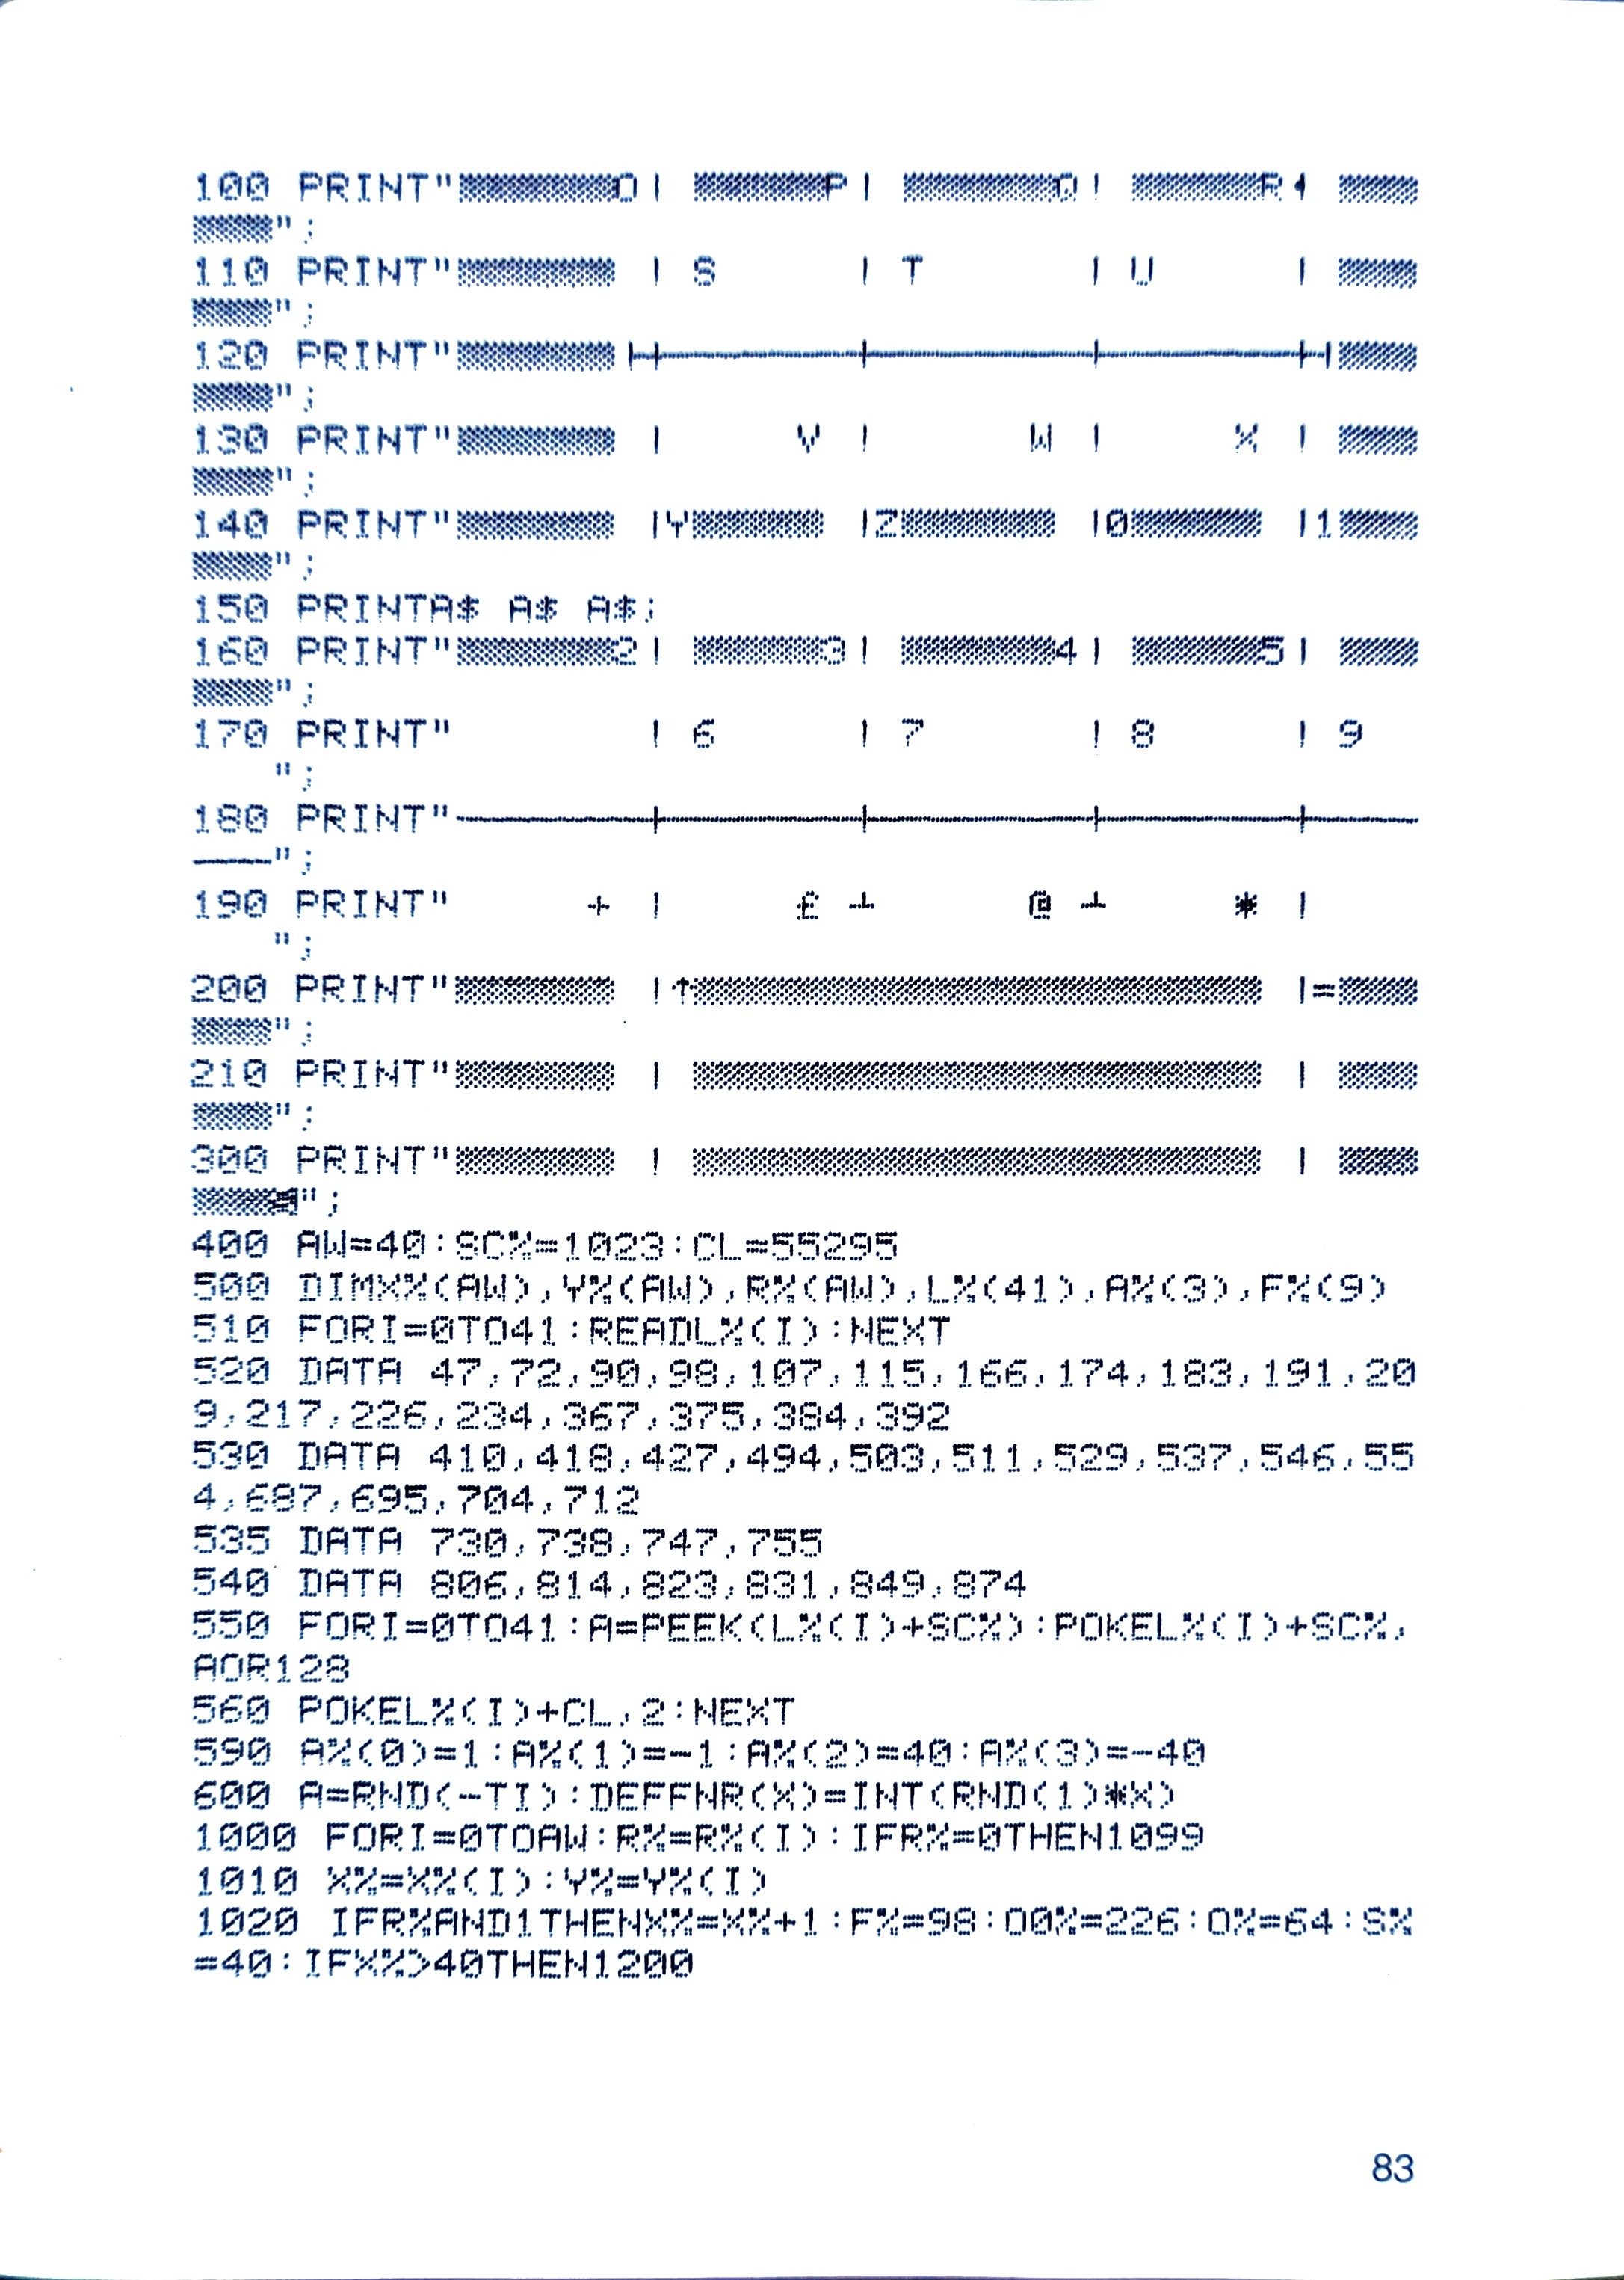 100 PRINT"▒▒▒▒▒▒O│ ▒▒▒▒▒P│ ▒▒▒▒▒▒Q│ ▒▒▒▒▒R┤ ▒▒▒
▒▒▒";
110 PRINT"▒▒▒▒▒▒ │ S     │ T      │ U     │ ▒▒▒
▒▒▒";
120 PRINT"▒▒▒▒▒▒├┼───────┼────────┼───────┼┤▒▒▒
▒▒▒";
130 PRINT"▒▒▒▒▒▒ │     V │      W │     X │ ▒▒▒
▒▒▒";
140 PRINT"▒▒▒▒▒▒ │Y▒▒▒▒▒ │Z▒▒▒▒▒▒ │0▒▒▒▒▒ │1▒▒▒
▒▒▒";
150 PRINTA$ A$ A$;
160 PRINT"▒▒▒▒▒▒2│ ▒▒▒▒▒3│ ▒▒▒▒▒▒4│ ▒▒▒▒▒5│ ▒▒▒
▒▒▒";
170 PRINT"       │ 6     │ 7      │ 8     │ 9
   ";
180 PRINT"───────┼───────┼────────┼───────┼────
───";
190 PRINT"     + │     £ ┴      @ ┴     * │
   ";
200 PRINT"▒▒▒▒▒▒ │↑▒▒▒▒▒▒▒▒▒▒▒▒▒▒▒▒▒▒▒▒▒▒ │=▒▒▒
▒▒▒";
210 PRINT"▒▒▒▒▒▒ │ ▒▒▒▒▒▒▒▒▒▒▒▒▒▒▒▒▒▒▒▒▒▒ │ ▒▒▒
▒▒▒";
300 PRINT"▒▒▒▒▒▒ │ ▒▒▒▒▒▒▒▒▒▒▒▒▒▒▒▒▒▒▒▒▒▒ │ ▒▒▒
▒▒▒";
400 AW=40:SC%=1023:CL=55295
500 DIMX%(AW),Y%(AW),R%(AW),L%(41),A%(3),F%(9)
510 FORI=0TO41:READL%(I):NEXT
520 DATA 47,72,90,98,107,115,166,174,183,191,20
9,217,226,234,367,375,384,392
530 DATA 410,418,427,494,503,511,529,537,546,55
4,687,695,704,712
535 DATA 730,738,747,755
540 DATA 806,814,823,831,849,874
550 FORI=0TO41:A=PEEK(L%(I)+SC%):POKEL%(I)+SC%,
AOR128
560 POKEL%(I)+CL,2:NEXT
590 A%(0)=1:A%(1)=-1:A%(2)=40:A%(3)=-40
600 A=RND(-TI):DEFFNR(X)=INT(RND(1)*X)
1000 FORI=0TOAW:R%=R%(I):IFR%=0THEN1099
1010 X%=X%(I):Y%=Y%(I)
1020 IFR%AND1THENX%=X%+1:F%=98:O0%=226:O%=64:S%
=40:IFX%>40THEN1200
83